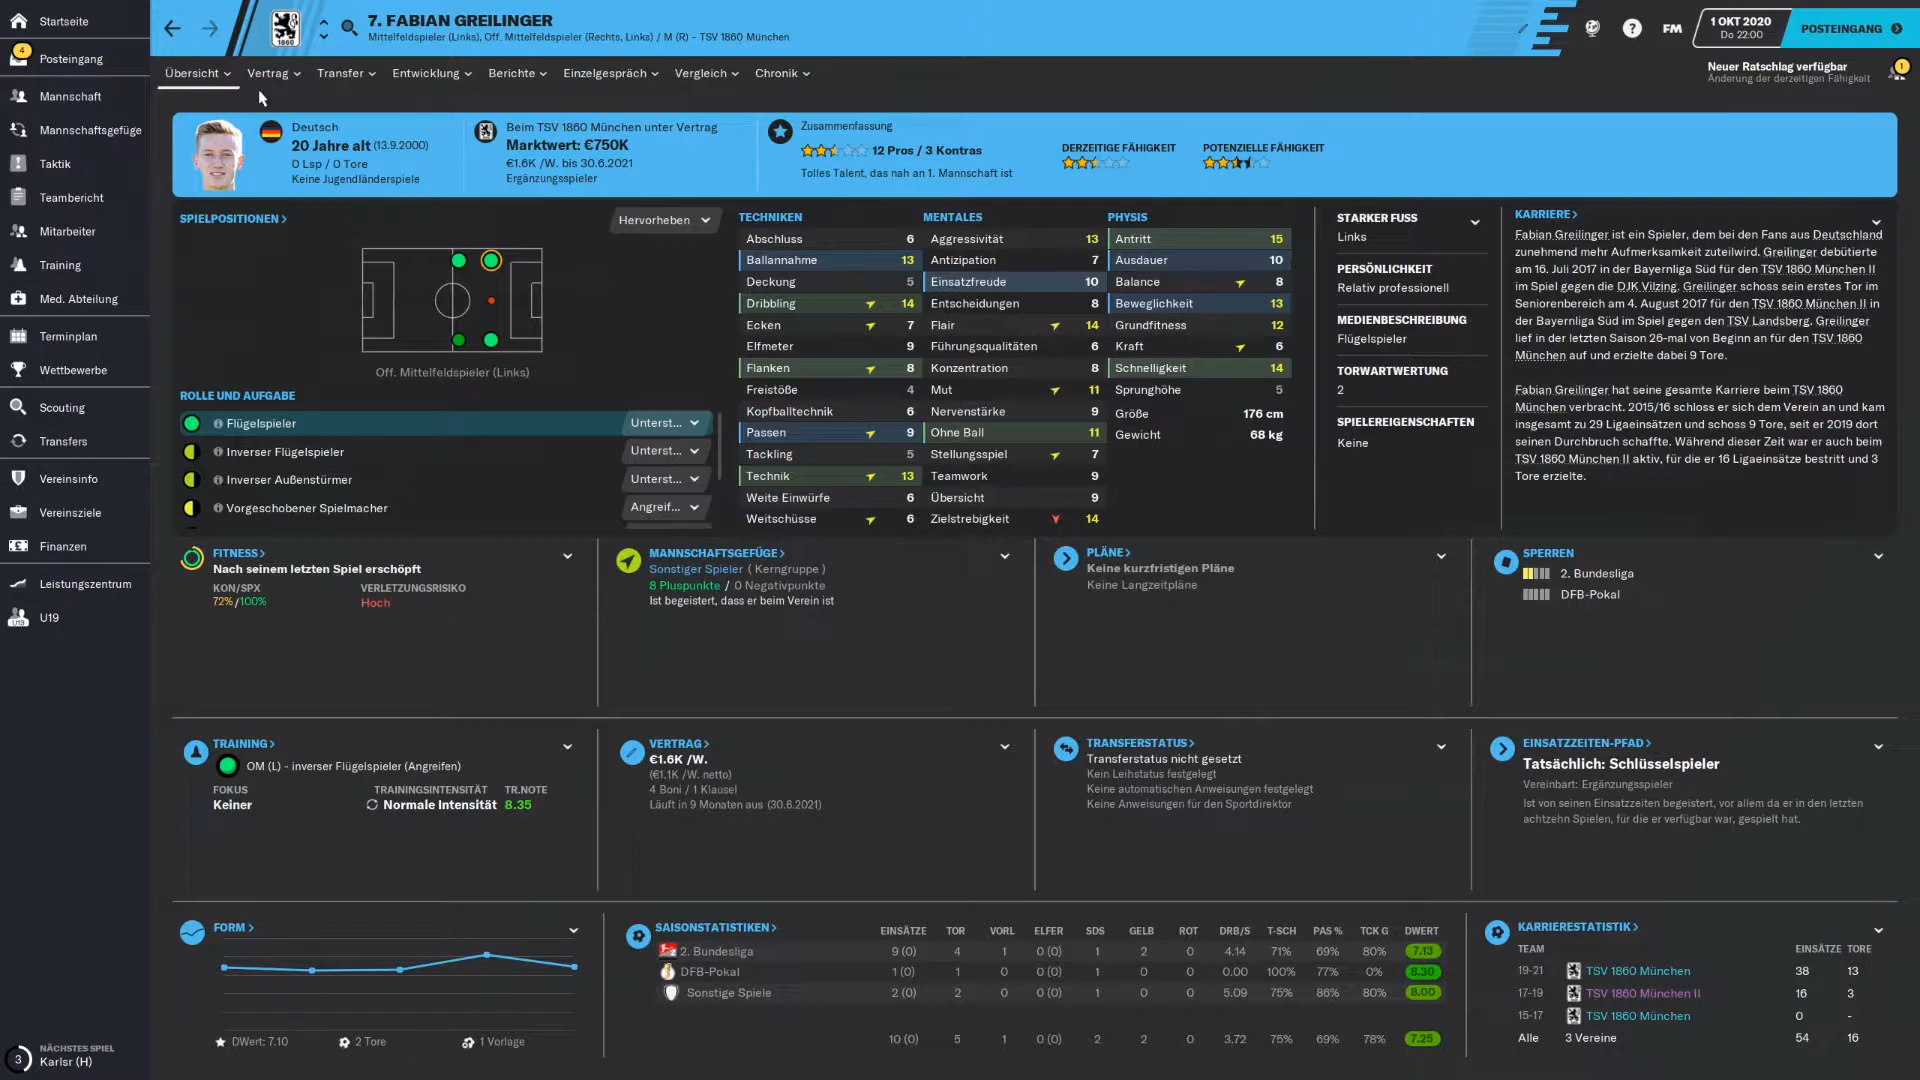 Startseite
4
Posteingang
Mannschaft
Mannschaftsgefüge
Taktik
Teambericht
Mitarbeiter
Training
Med. Abteilung
Terminplan
Wettbewerbe
Scouting
Transfers
Vereinsinfo
Vereinsziele
Finanzen
Leistungszentrum
U19
U19
3
NÄCHSTES SPIEL
Karlsr (H)
1860
7. FABIAN GREILINGER
Mittelfeldspieler (Links), Off. Mittelfeldspieler (Rechts, Links) / M (R) - TSV 1860 München
? FM
1 OKT 2020
Do 22:00
POSTEINGANG
Übersicht Vertrag Transfer Entwicklung Berichte Einzelgespräch Vergleich Chronik
Neuer Ratschlag verfügbar
Änderung der derzeitigen Fähigkeit
1
Deutsch
20 Jahre alt (13.9.2000)
0 Lsp / 0 Tore
Keine Jugendländerspiele
Beim TSV 1860 München unter Vertrag
Marktwert: €750K
€1.6K /W. bis 30.6.2021
Ergänzungsspieler
Zusammenfassung
12 Pros / 3 Kontras
Tolles Talent, das nah an 1. Mannschaft ist
DERZEITIGE FÄHIGKEIT
POTENZIELLE FÄHIGKEIT
SPIELPOSITIONEN
Hervorheben
Off. Mittelfeldspieler (Links)
ROLLE UND AUFGABE
Flügelspieler Unterst...
Inverser Flügelspieler Unterst...
Inverser Außenstürmer Unterst...
Vorgeschobener Spielmacher Angreif...
TECHNIKEN
Abschluss 6
Ballannahme 13
Deckung 5
Dribbling 14
Ecken 7
Elfmeter 9
Flanken 8
Freistöße 4
Kopfballtechnik 6
Passen 9
Tackling 5
Technik 13
Weite Einwürfe 6
Weitschüsse 6
MENTALES
Aggressivität 13
Antizipation 7
Einsatzfreude 10
Entscheidungen 8
Flair 14
Führungsqualitäten 6
Konzentration 8
Mut 11
Nervenstärke 9
Ohne Ball 11
Stellungsspiel 7
Teamwork 9
Übersicht 9
Zielstrebigkeit 14
PHYSIS
Antritt 15
Ausdauer 10
Balance 8
Beweglichkeit 13
Grundfitness 12
Kraft 6
Schnelligkeit 14
Sprunghöhe 5
Größe 176 cm
Gewicht 68 kg
STARKER FUSS
Links
PERSÖNLICHKEIT
Relativ professionell
MEDIENBESCHREIBUNG
Flügelspieler
TORWARTWERTUNG
2
SPIELEREIGENSCHAFTEN
Keine
KARRIERE
Fabian Greilinger ist ein Spieler, dem bei den Fans aus Deutschland
zunehmend mehr Aufmerksamkeit zuteilwird. Greilinger debütierte
am 16. Juli 2017 in der Bayernliga Süd für den TSV 1860 München II
im Spiel gegen die DJK Vilzing. Greilinger schoss sein erstes Tor im
Seniorenbereich am 4. August 2017 für den TSV 1860 München II in
der Bayernliga Süd im Spiel gegen den TSV Landsberg. Greilinger
lief in der letzten Saison 26-mal von Beginn an für den TSV 1860
München auf und erzielte dabei 9 Tore.
Fabian Greilinger hat seine gesamte Karriere beim TSV 1860
München verbracht. 2015/16 schloss er sich dem Verein an und kam
insgesamt zu 29 Ligaeinsätzen und schoss 9 Tore, seit er 2019 dort
seinen Durchbruch schaffte. Während dieser Zeit war er auch beim
TSV 1860 München II aktiv, für die er 16 Ligaeinsätze bestritt und 3
Tore erzielte.
FITNESS
Nach seinem letzten Spiel erschöpft
KON/SPX VERLETZUNGSRISIKO
72%/100% Hoch
MANNSCHAFTSGEFÜGE
Sonstiger Spieler ( Kerngruppe )
8 Pluspunkte / 0 Negativpunkte
Ist begeistert, dass er beim Verein ist
PLÄNE
Keine kurzfristigen Pläne
Keine Langzeitpläne
SPERREN
2. Bundesliga
DFB-Pokal
TRAINING
OM (L) - inverser Flügelspieler (Angreifen)
FOKUS TRAININGSINTENSITÄT TR.NOTE
Keiner Normale Intensität 8.35
VERTRAG
€1.6K /W.
(€1.1K /W. netto)
4 Boni / 1 Klausel
Läuft in 9 Monaten aus (30.6.2021)
TRANSFERSTATUS
Transferstatus nicht gesetzt
Kein Leihstatus festgelegt
Keine automatischen Anweisungen festgelegt
Keine Anweisungen für den Sportdirektor
EINSATZZEITEN-PFAD
Tatsächlich: Schlüsselspieler
Vereinbart: Ergänzungsspieler
Ist von seinen Einsatzzeiten begeistert, vor allem da er in den letzten
achtzehn Spielen, für die er verfügbar war, gespielt hat.
FORM
DWert: 7.10 2 Tore 1 Vorlage
SAISONSTATISTIKEN EINSÄTZE TOR VORL ELFER SDS GELB ROT DRB/S T-SCH PAS % TCK G DWERT
2. Bundesliga 9 (0) 4 1 0 (0) 1 2 0 4.14 71% 69% 80% 7.13
DFB-Pokal 1 (0) 1 0 0 (0) 0 0 0 0.00 100% 77% 0% 8.30
Sonstige Spiele 2 (0) 2 0 0 (0) 1 0 0 5.09 75% 86% 80% 8.00
10 (0) 5 1 0 (0) 2 2 0 3.72 75% 69% 78% 7.25
KARRIERESTATISTIK
TEAM EINSÄTZE TORE
19-21 TSV 1860 München 38 13
17-19 TSV 1860 München II 16 3
15-17 TSV 1860 München 0 -
Alle 3 Vereine 54 16